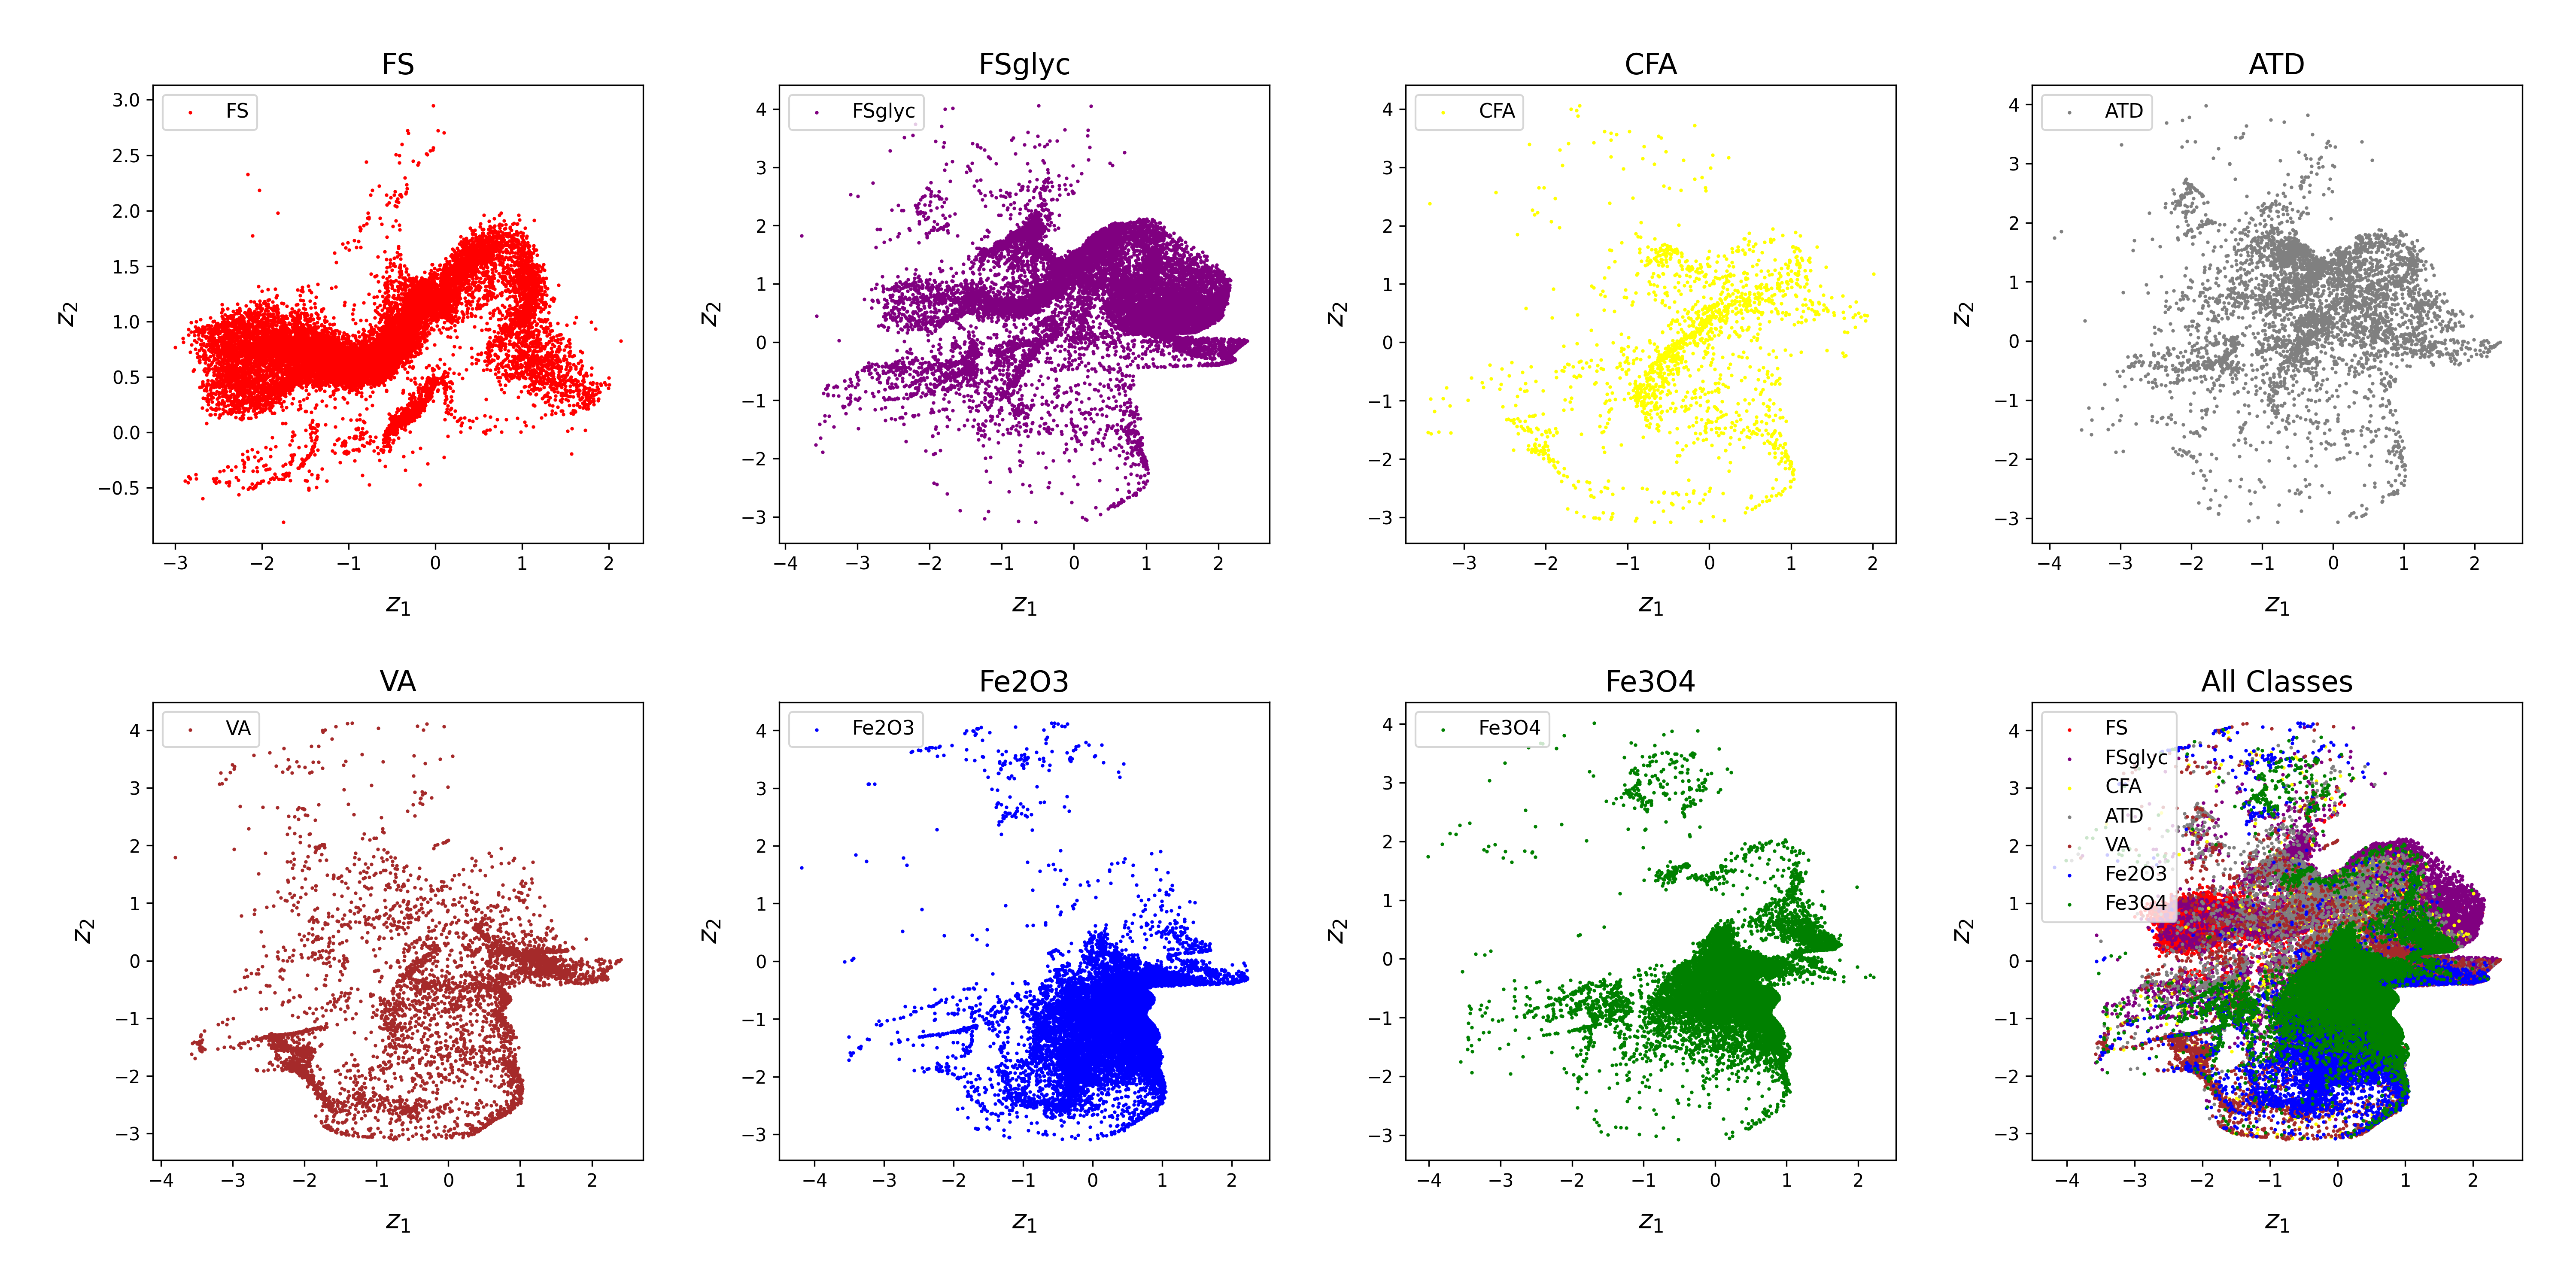 FS
FS
3.0
2.5
2.0
1.5
1.0
0.5
0.0
−0.5
z2
−3 −2 −1 0 1 2
z1
FSglyc
FSglyc
4
3
2
1
0
−1
−2
−3
z2
−4 −3 −2 −1 0 1 2
z1
CFA
CFA
4
3
2
1
0
−1
−2
−3
z2
−3 −2 −1 0 1 2
z1
ATD
ATD
4
3
2
1
0
−1
−2
−3
z2
−4 −3 −2 −1 0 1 2
z1
VA
VA
4
3
2
1
0
−1
−2
−3
z2
−4 −3 −2 −1 0 1 2
z1
Fe2O3
Fe2O3
4
3
2
1
0
−1
−2
−3
z2
−4 −3 −2 −1 0 1 2
z1
Fe3O4
Fe3O4
4
3
2
1
0
−1
−2
−3
z2
−4 −3 −2 −1 0 1 2
z1
All Classes
FS
FSglyc
CFA
ATD
VA
Fe2O3
Fe3O4
4
3
2
1
0
−1
−2
−3
z2
−4 −3 −2 −1 0 1 2
z1